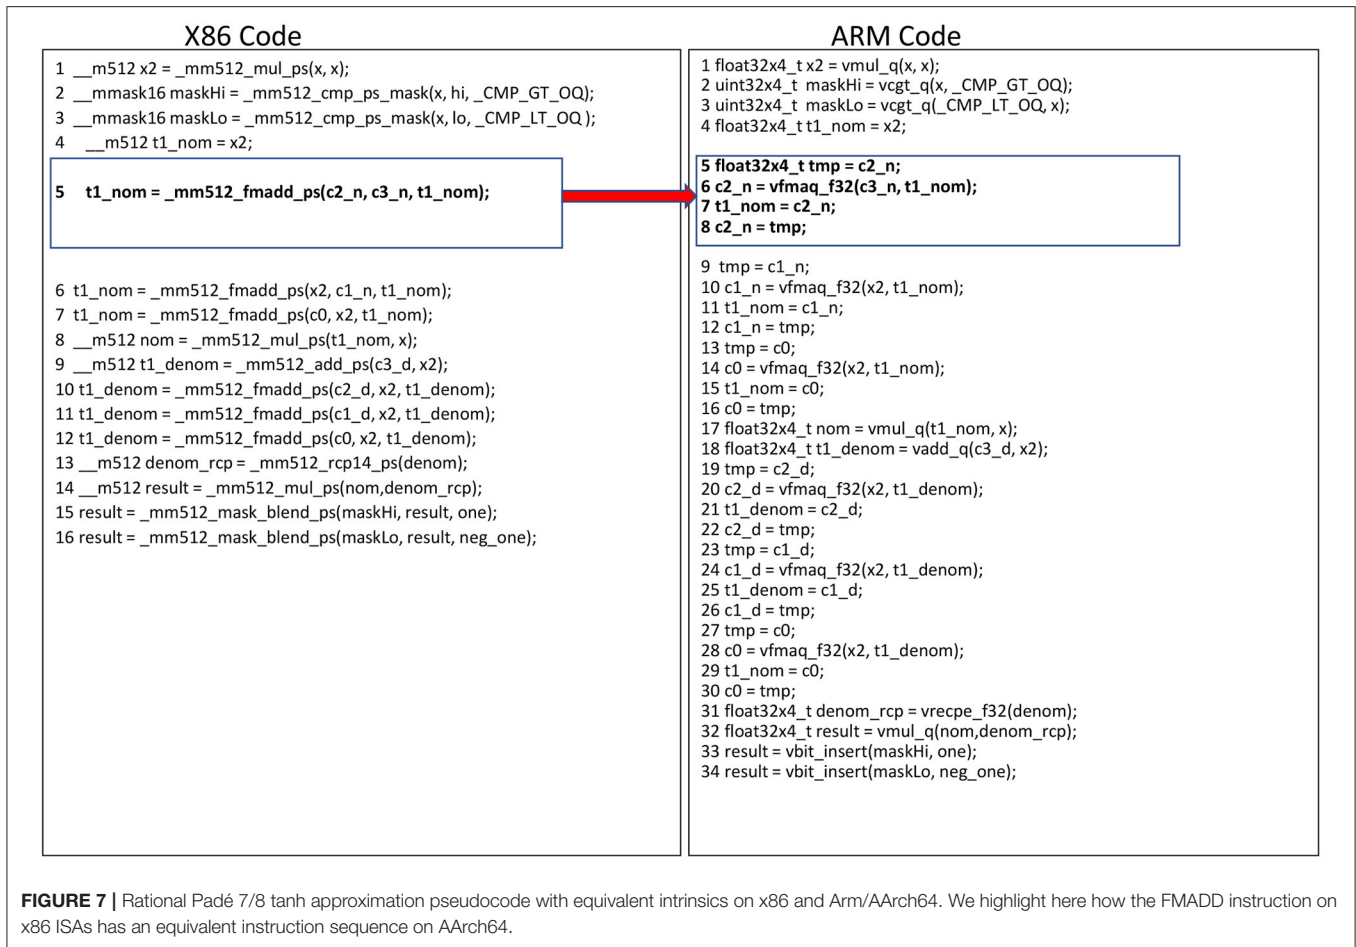 X86 Code
1 __m512 x2 = _mm512_mul_ps(x, x);
2 __mmask16 maskHi = _mm512_cmp_ps_mask(x, hi, _CMP_GT_OQ);
3 __mmask16 maskLo = _mm512_cmp_ps_mask(x, lo, _CMP_LT_OQ );
4 __m512 t1_nom = x2;
5 t1_nom = _mm512_fmadd_ps(c2_n, c3_n, t1_nom);
6 t1_nom = _mm512_fmadd_ps(x2, c1_n, t1_nom);
7 t1_nom = _mm512_fmadd_ps(c0, x2, t1_nom);
8 __m512 nom = _mm512_mul_ps(t1_nom, x);
9 __m512 t1_denom = _mm512_add_ps(c3_d, x2);
10 t1_denom = _mm512_fmadd_ps(c2_d, x2, t1_denom);
11 t1_denom = _mm512_fmadd_ps(c1_d, x2, t1_denom);
12 t1_denom = _mm512_fmadd_ps(c0, x2, t1_denom);
13 __m512 denom_rcp = _mm512_rcp14_ps(denom);
14 __m512 result = _mm512_mul_ps(nom,denom_rcp);
15 result = _mm512_mask_blend_ps(maskHi, result, one);
16 result = _mm512_mask_blend_ps(maskLo, result, neg_one);
ARM Code
1 float32x4_t x2 = vmul_q(x, x);
2 uint32x4_t maskHi = vcgt_q(x, _CMP_GT_OQ);
3 uint32x4_t maskLo = vcgt_q(_CMP_LT_OQ, x);
4 float32x4_t t1_nom = x2;
5 float32x4_t tmp = c2_n;
6 c2_n = vfmaq_f32(c3_n, t1_nom);
7 t1_nom = c2_n;
8 c2_n = tmp;
9 tmp = c1_n;
10 c1_n = vfmaq_f32(x2, t1_nom);
11 t1_nom = c1_n;
12 c1_n = tmp;
13 tmp = c0;
14 c0 = vfmaq_f32(x2, t1_nom);
15 t1_nom = c0;
16 c0 = tmp;
17 float32x4_t nom = vmul_q(t1_nom, x);
18 float32x4_t t1_denom = vadd_q(c3_d, x2);
19 tmp = c2_d;
20 c2_d = vfmaq_f32(x2, t1_denom);
21 t1_denom = c2_d;
22 c2_d = tmp;
23 tmp = c1_d;
24 c1_d = vfmaq_f32(x2, t1_denom);
25 t1_denom = c1_d;
26 c1_d = tmp;
27 tmp = c0;
28 c0 = vfmaq_f32(x2, t1_denom);
29 t1_nom = c0;
30 c0 = tmp;
31 float32x4_t denom_rcp = vrecpe_f32(denom);
32 float32x4_t result = vmul_q(nom,denom_rcp);
33 result = vbit_insert(maskHi, one);
34 result = vbit_insert(maskLo, neg_one);
FIGURE 7 | Rational Padé 7/8 tanh approximation pseudocode with equivalent intrinsics on x86 and Arm/AArch64. We highlight here how the FMADD instruction on
x86 ISAs has an equivalent instruction sequence on AArch64.